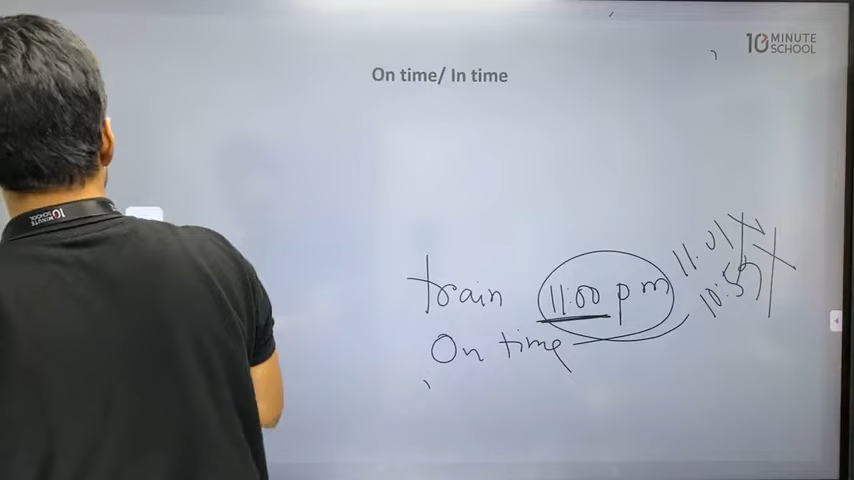 10 MINUTE SCHOOL
On time/ In time
train 11:00 pm
11:01
10:59
On time
10 MINUTE SCHOOL